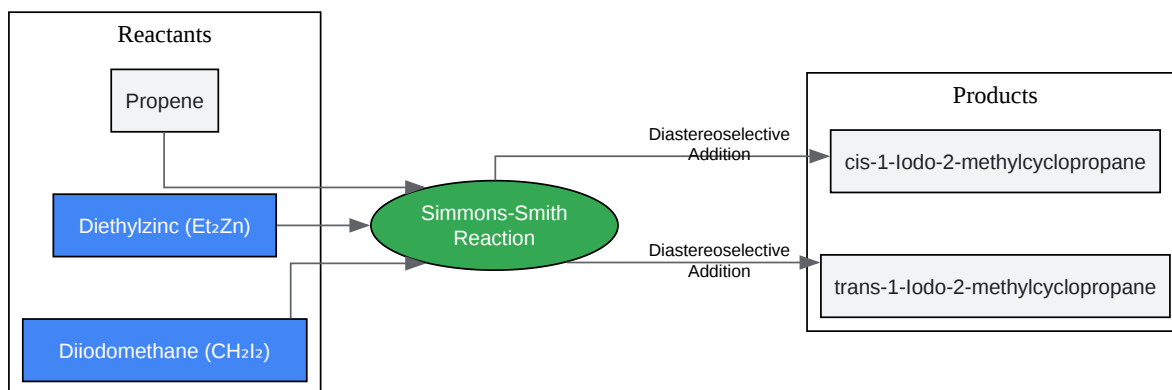 Reactants
Propene
Diethylzinc (Et₂Zn)
Diiodomethane (CH₂I₂)
Simmons-Smith
Reaction
Diastereoselective
Addition
Diastereoselective
Addition
Products
cis-1-Iodo-2-methylcyclopropane
trans-1-Iodo-2-methylcyclopropane